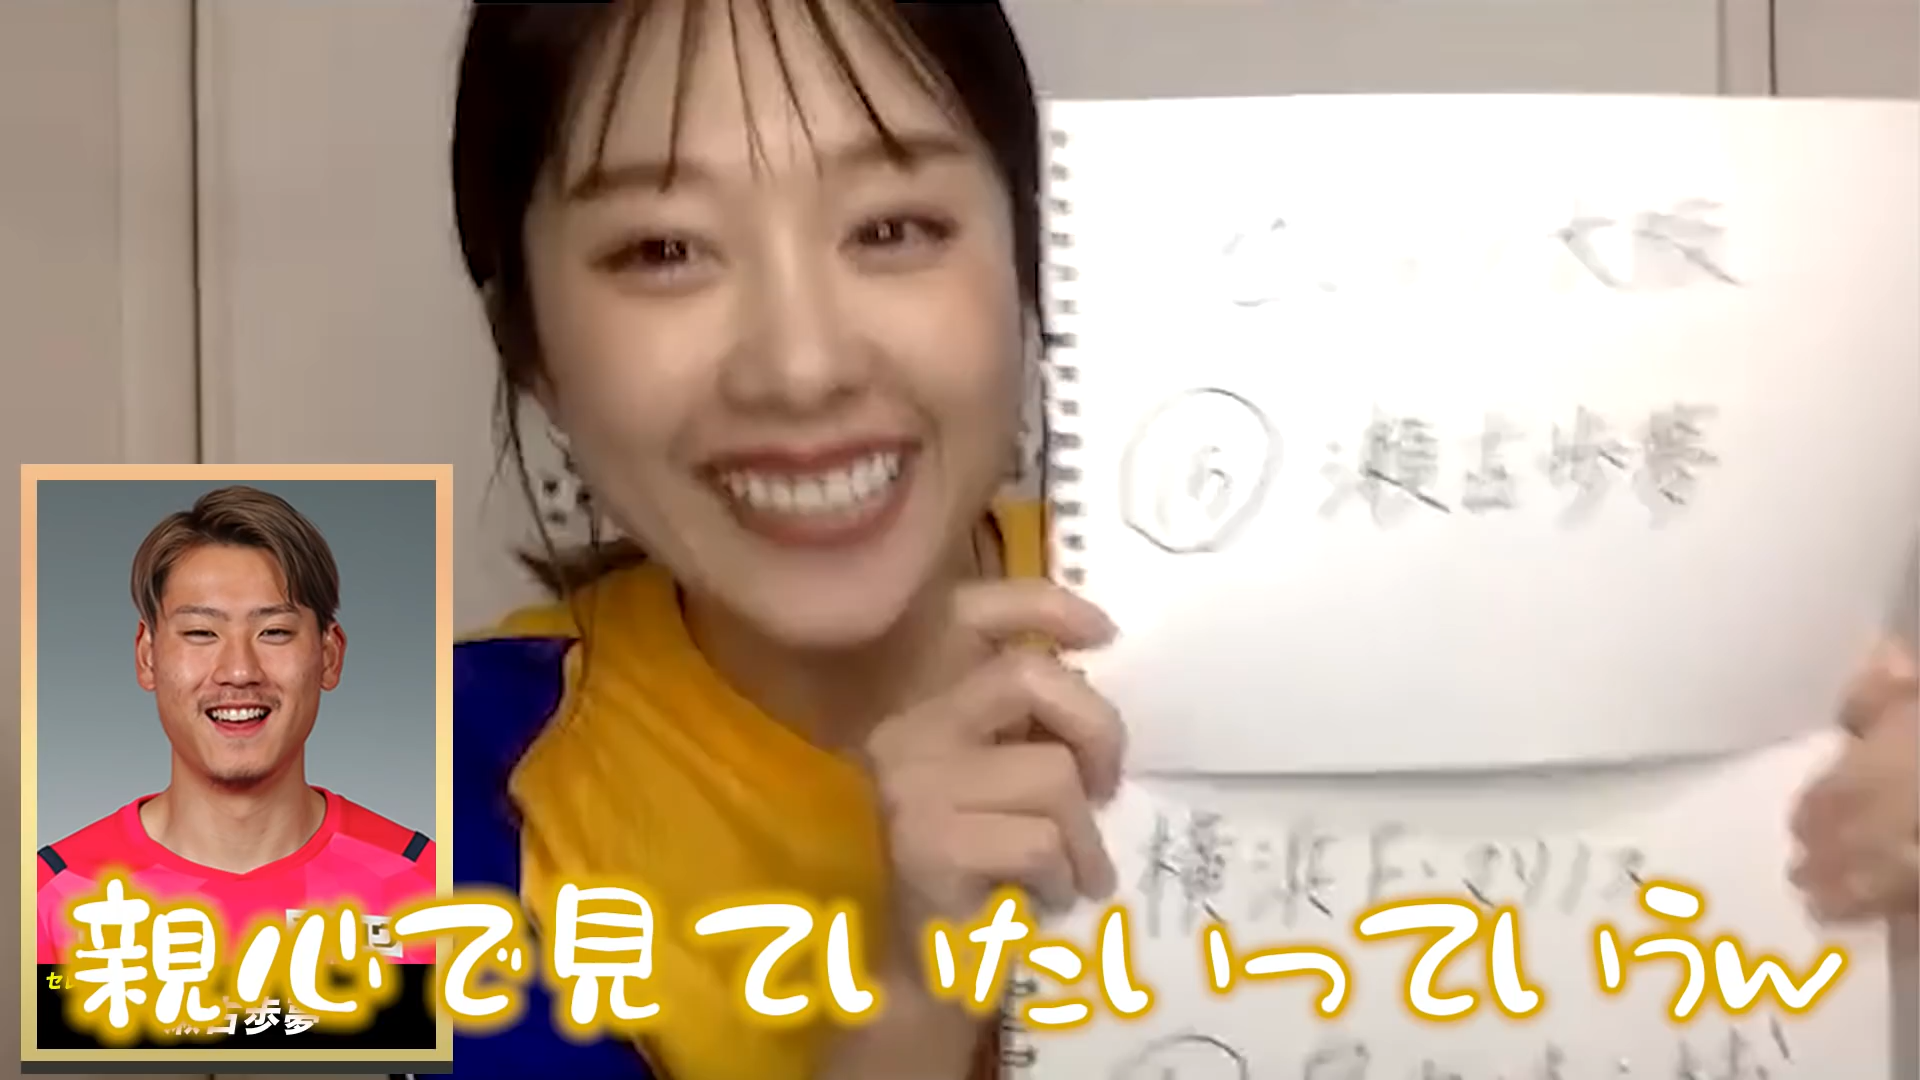 大阪
⑥ 瀬古歩夢
横浜F・マリノス
セレ
瀬古歩夢
親心で見ていたいっていうw